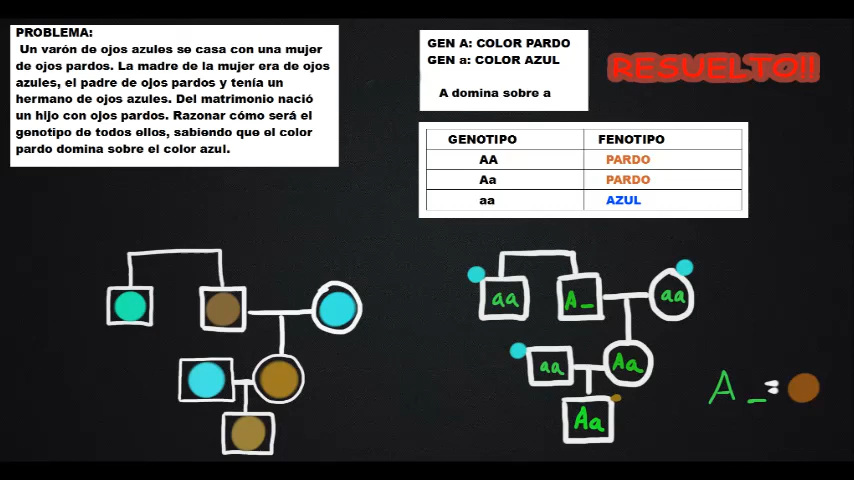 PROBLEMA:
Un varón de ojos azules se casa con una mujer
de ojos pardos. La madre de la mujer era de ojos
azules, el padre de ojos pardos y tenía un
hermano de ojos azules. Del matrimonio nació
un hijo con ojos pardos. Razonar cómo será el
genotipo de todos ellos, sabiendo que el color
pardo domina sobre el color azul.
GEN A: COLOR PARDO
GEN a: COLOR AZUL
A domina sobre a
RESUELTO!!
GENOTIPO FENOTIPO
AA PARDO
Aa PARDO
aa AZUL
aa A_ aa
aa Aa
Aa
A_=